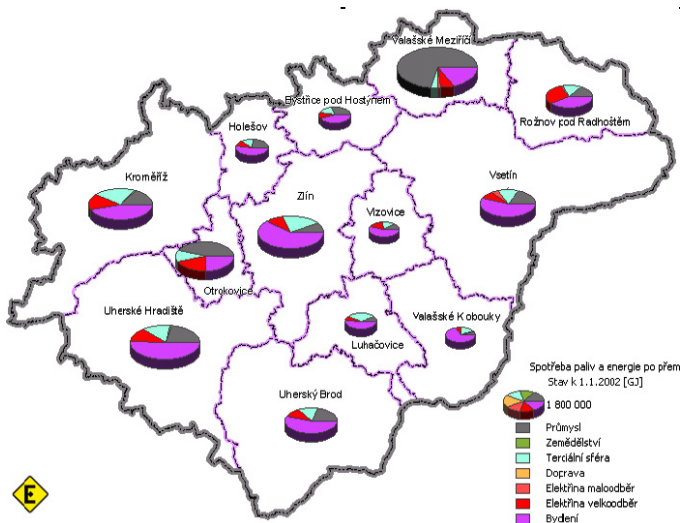 Valašské Meziříčí
Bystřice pod Hostýnem
Rožnov pod Radhoštěm
Holešov
Kroměříž
Zlín
Vsetín
Vizovice
Otrokovice
Uherské Hradiště
Luhačovice
Valašské Klobouky
Uherský Brod
Spotřeba paliv a energie po přem
Stav k 1.1.2002 [GJ]
1 800 000
Průmysl
Zemědělství
Terciální sféra
Doprava
Elektřina maloodběr
Elektřina velkoodběr
Bydlení
E